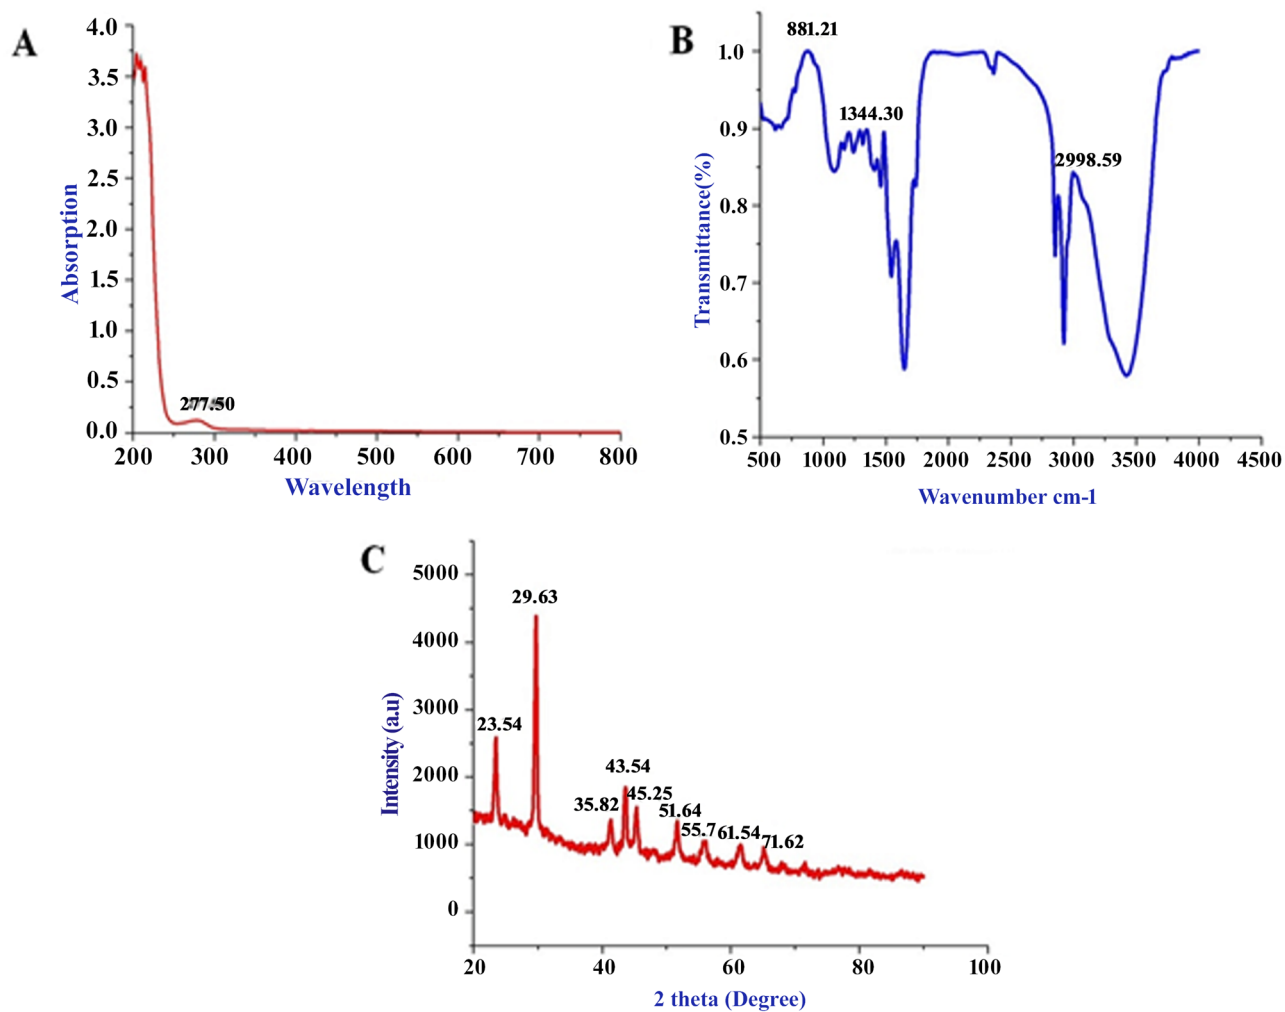 A
4.0
3.5
3.0
2.5
2.0
1.5
1.0
0.5
0.0
Absorption
277.50
200 300 400 500 600 700 800
Wavelength
B
881.21
1.0
0.9
0.8
0.7
0.6
0.5
Transmittance(%)
1344.30
2998.59
500 1000 1500 2000 2500 3000 3500 4000 4500
Wavenumber cm-1
C
5000
4000
3000
2000
1000
0
Intensity (a.u)
29.63
23.54
43.54
35.82 45.25
51.64
55.7 61.54 71.62
20 40 60 80 100
2 theta (Degree)